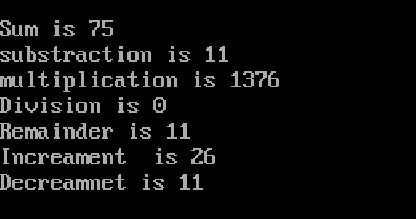 Sum is 75
substraction is 11
multiplication is 1376
Division is 0
Remainder is 11
Increament  is 26
Decreamnet is 11